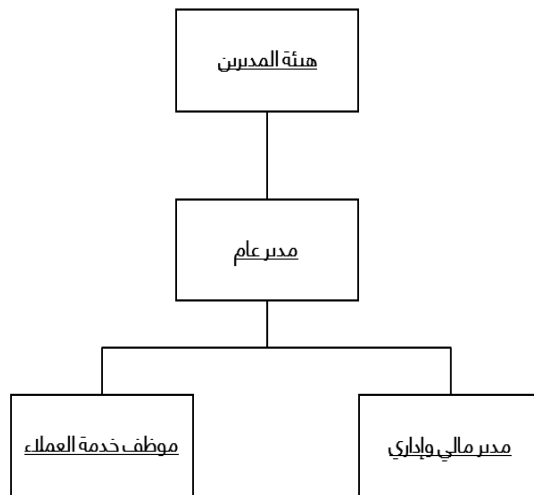 هيئة المديرين
مدير عام
مدير مالي وإداري
موظف خدمة العملاء